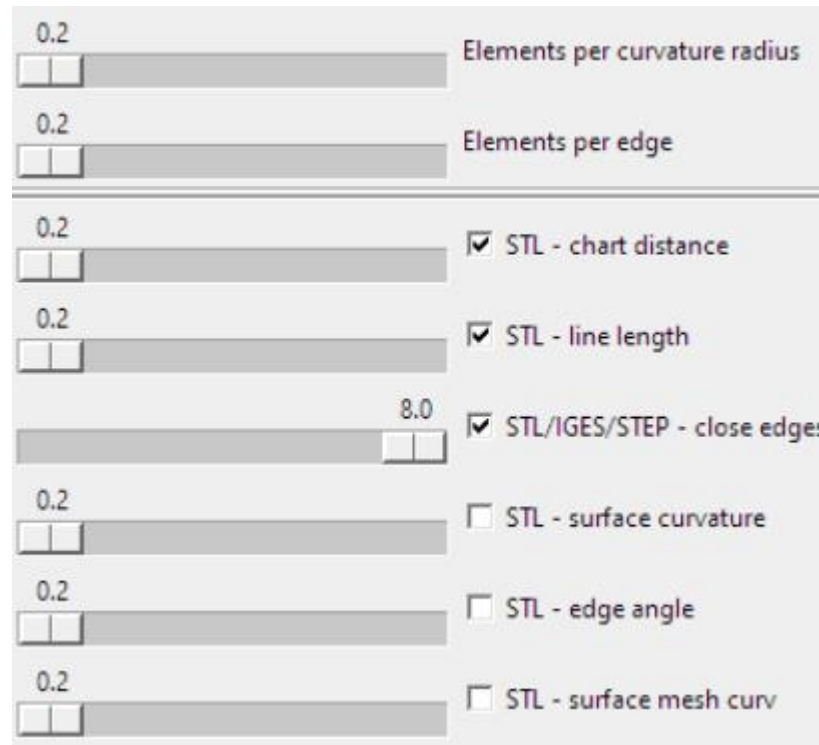 0.2
Elements per curvature radius
0.2
Elements per edge
0.2
STL - chart distance
0.2
STL - line length
8.0
STL/IGES/STEP - close edges
0.2
STL - surface curvature
0.2
STL - edge angle
0.2
STL - surface mesh curv